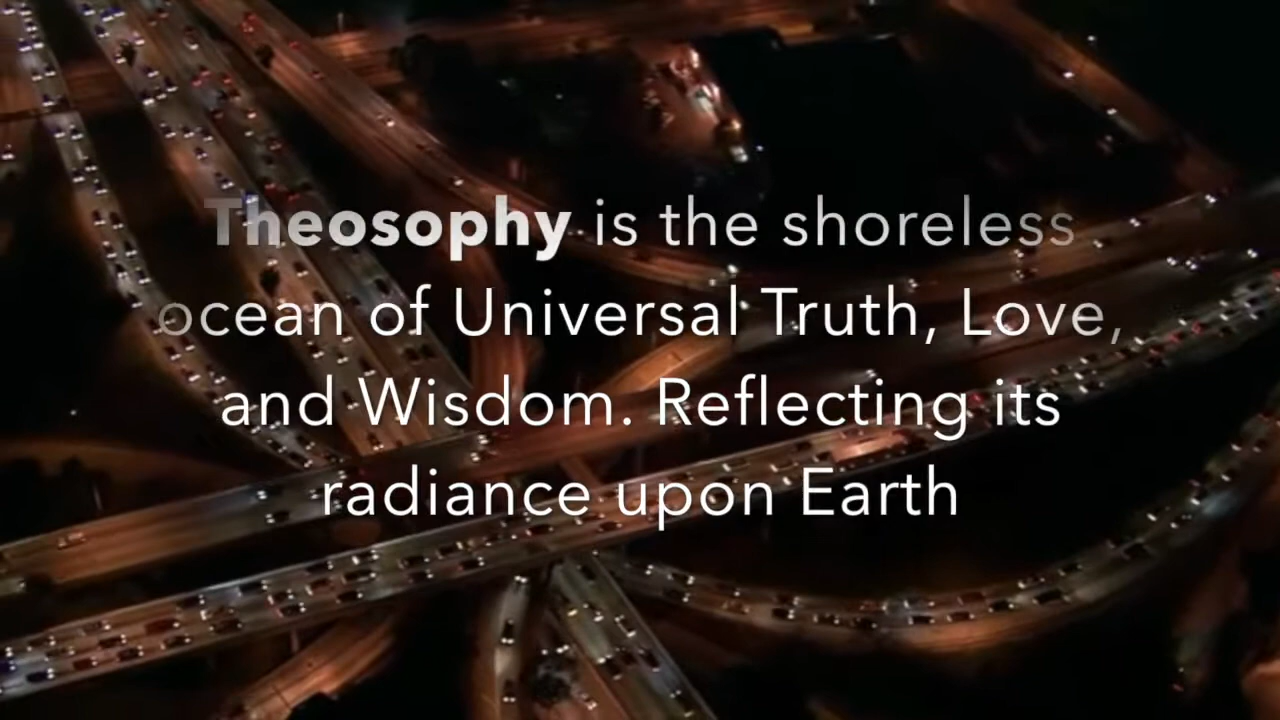 Theosophy is the shoreless
ocean of Universal Truth, Love,
and Wisdom. Reflecting its
radiance upon Earth